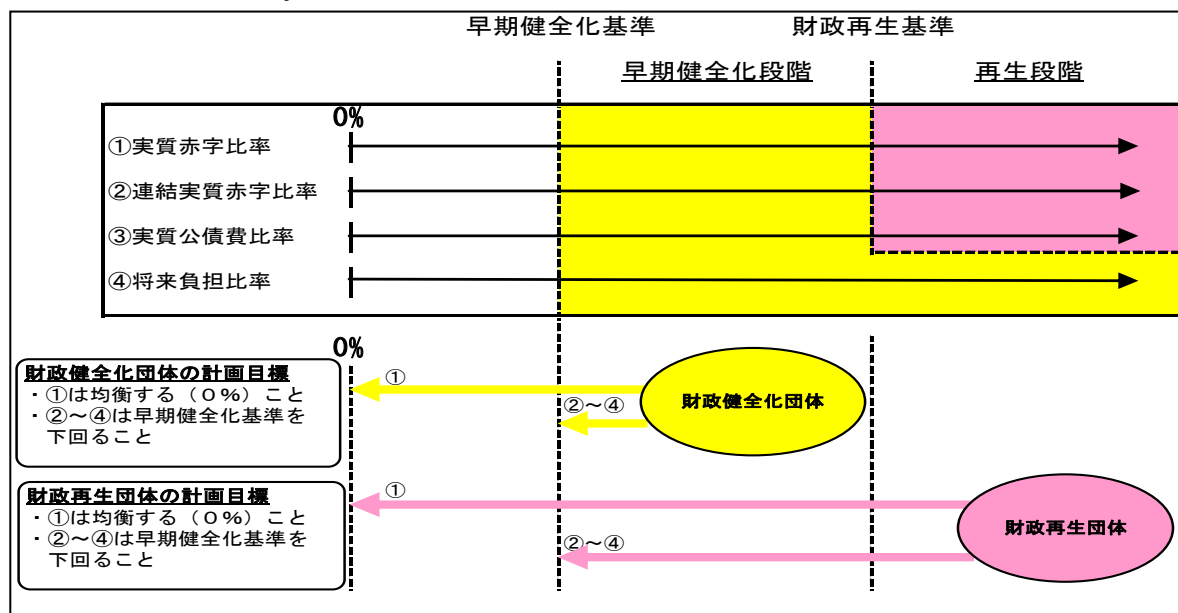 早期健全化基準 財政再生基準
早期健全化段階 再生段階
0%
①実質赤字比率
②連結実質赤字比率
③実質公債費比率
④将来負担比率
0%
財政健全化団体の計画目標
・①は均衡する（０％）こと
・②～④は早期健全化基準を
下回ること
①
②～④
財政健全化団体
財政再生団体の計画目標
・①は均衡する（０％）こと
・②～④は早期健全化基準を
下回ること
①
②～④
財政再生団体